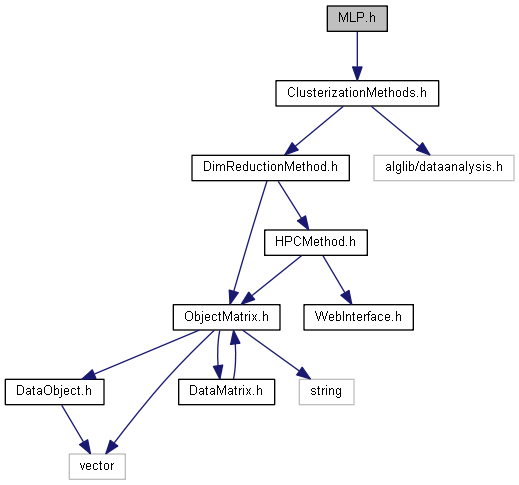 MLP.h
ClusterizationMethods.h
DimReductionMethod.h
alglib/dataanalysis.h
HPCMethod.h
ObjectMatrix.h
WebInterface.h
DataObject.h
DataMatrix.h
string
vector